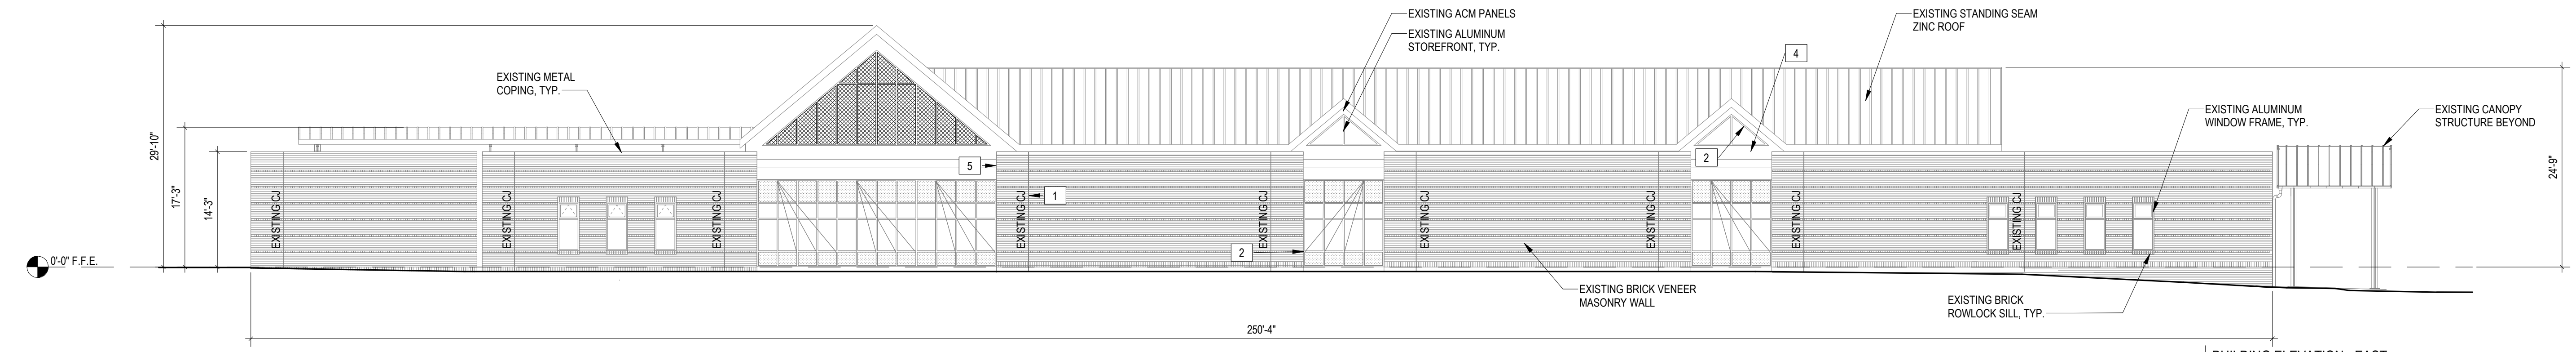 EXISTING ACM PANELS
EXISTING ALUMINUM
STOREFRONT, TYP.
EXISTING STANDING SEAM
ZINC ROOF
4
EXISTING METAL
COPING, TYP.
EXISTING ALUMINUM
WINDOW FRAME, TYP.
EXISTING CANOPY
STRUCTURE BEYOND
29'-10"
17'-3"
14'-3"
24'-9"
5
2
1
EXISTING CJ
EXISTING CJ
EXISTING CJ
EXISTING CJ
EXISTING CJ
EXISTING CJ
EXISTING CJ
EXISTING CJ
EXISTING CJ
2
0'-0" F.F.E.
EXISTING BRICK VENEER
MASONRY WALL
EXISTING BRICK
ROWLOCK SILL, TYP.
250'-4"
BUILDING ELEVATION - EAST